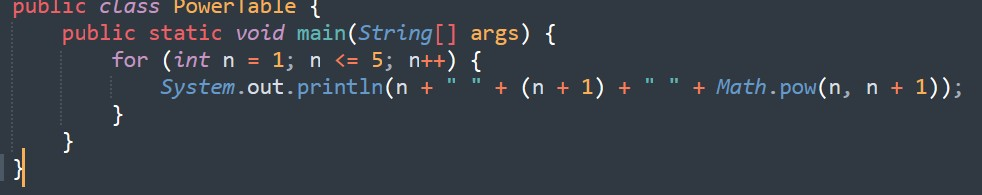 public class PowerTable {
    public static void main(String[] args) {
        for (int n = 1; n <= 5; n++) {
            System.out.println(n + " " + (n + 1) + " " + Math.pow(n, n + 1));
        }
    }
}